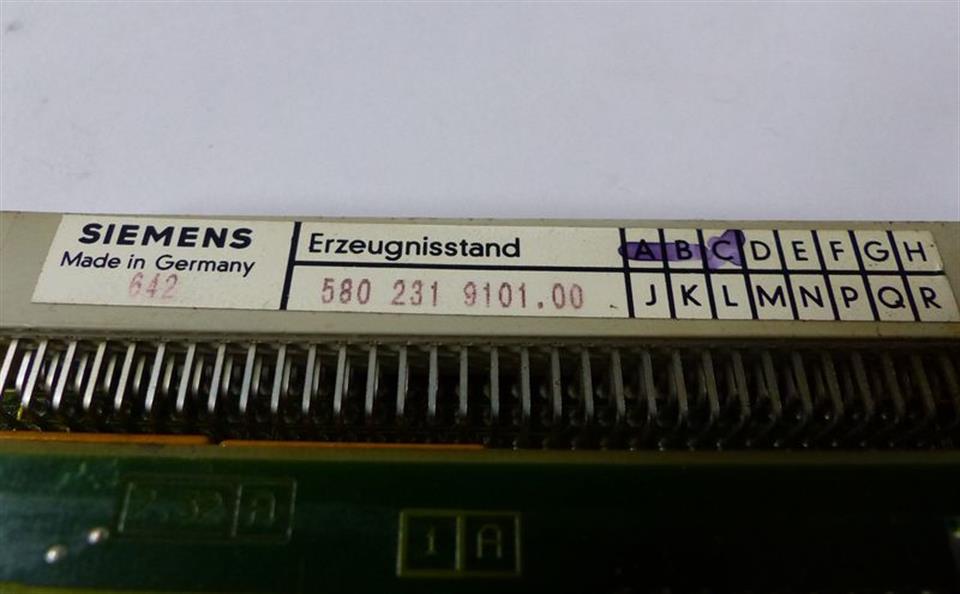 SIEMENS
Made in Germany
642
Erzeugnisstand
580 231 9101.00
A B C D E F G H
J K L M N P Q R
1 A